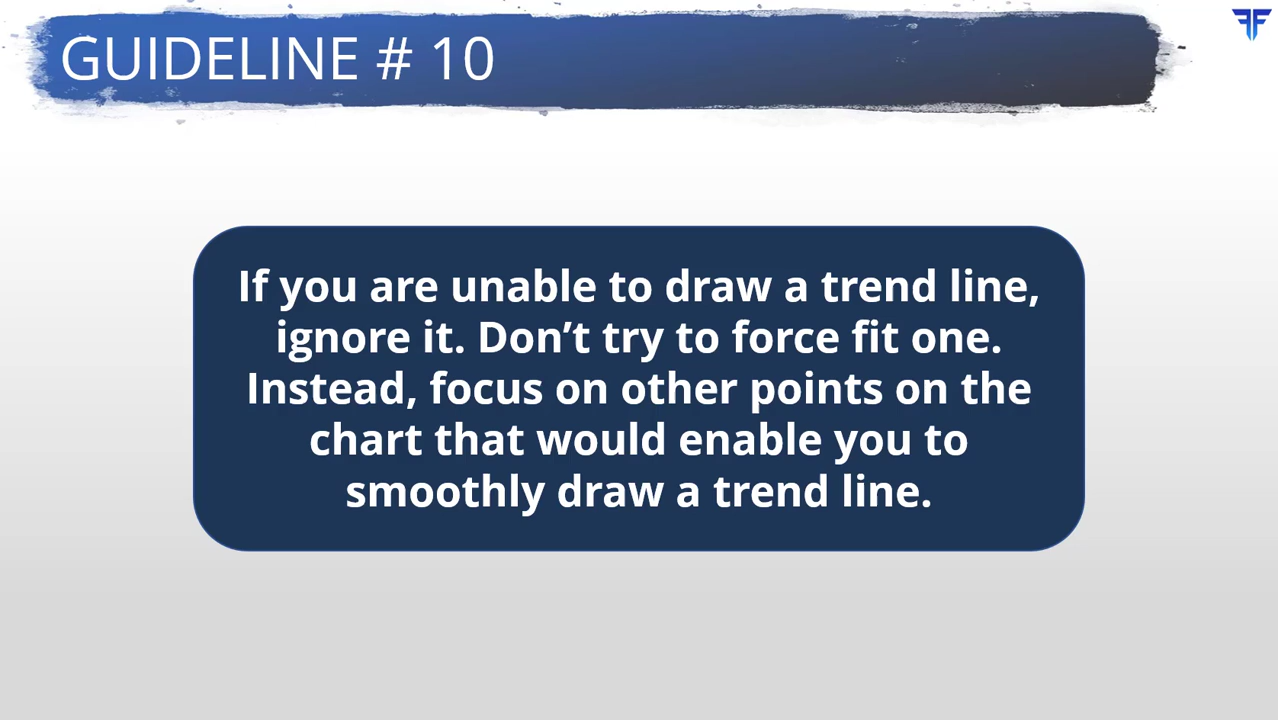 GUIDELINE # 10
If you are unable to draw a trend line,
ignore it. Don’t try to force fit one.
Instead, focus on other points on the
chart that would enable you to
smoothly draw a trend line.